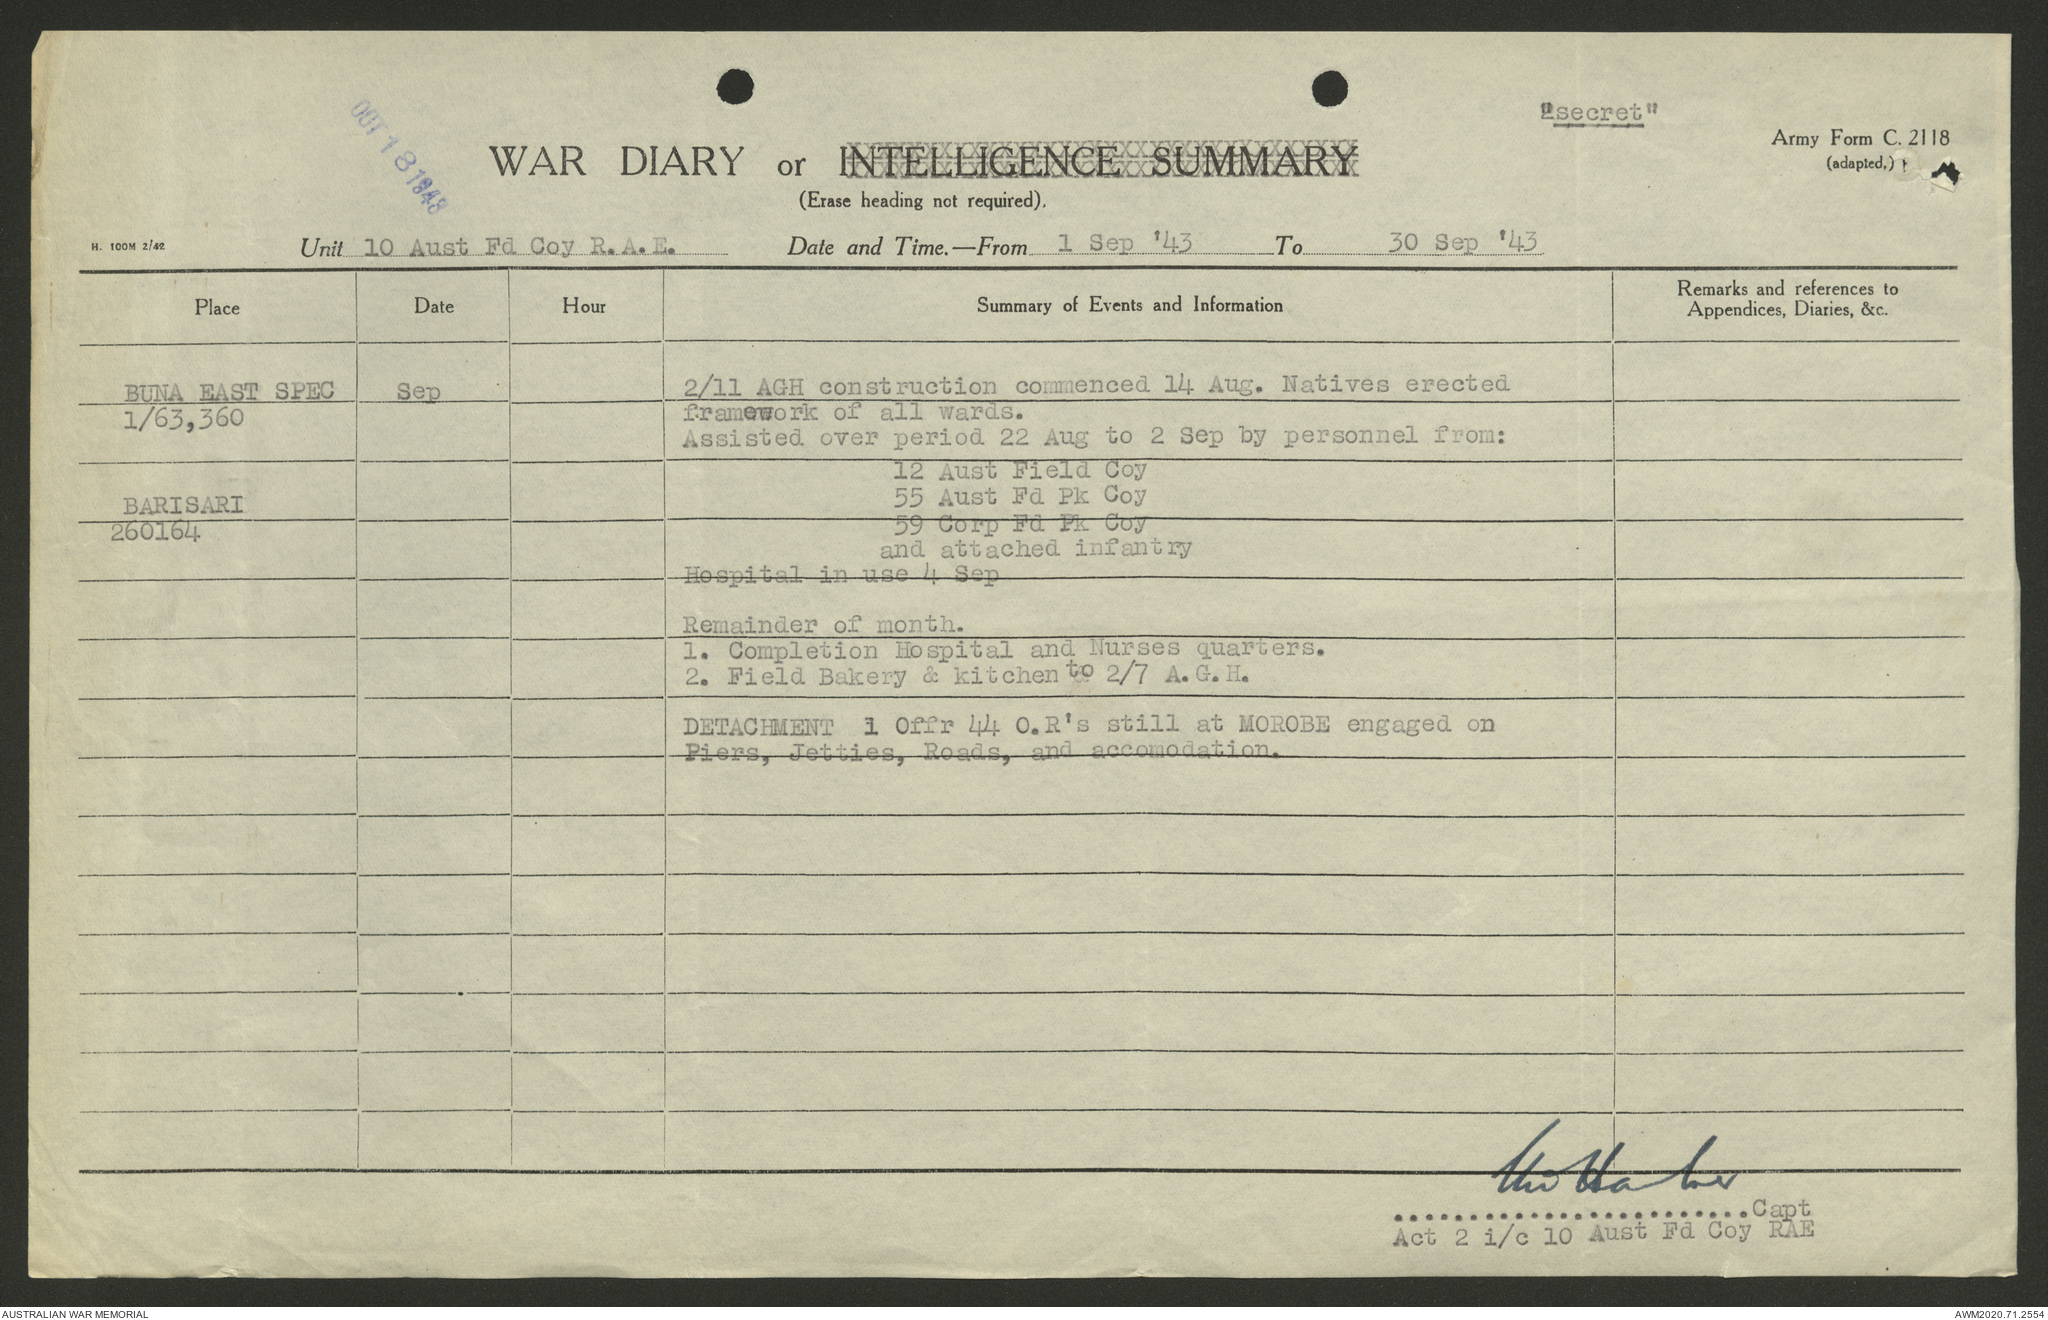 "secret"
Army Form C. 2118
(adapted.)
OCT 18 1943
WAR DIARY or INTELLIGENCE SUMMARY
(Erase heading not required).
H. 100M 2/42
Unit 10 Aust Fd Coy R.A.E. Date and Time.—From 1 Sep '43 To 30 Sep '43
Place Date Hour Summary of Events and Information Remarks and references to
Appendices, Diaries, &c.
BUNA EAST SPEC Sep 2/11 AGH construction commenced 14 Aug. Natives erected
1/63,360 framework of all wards.
Assisted over period 22 Aug to 2 Sep by personnel from:
12 Aust Field Coy
BARISARI 55 Aust Fd Pk Coy
260164 59 Corp Fd Pk Coy
and attached infantry
Hospital in use 4 Sep
Remainder of month.
1. Completion Hospital and Nurses quarters.
2. Field Bakery & kitchen to 2/7 A.G.H.
DETACHMENT 1 Offr 44 O.R's still at MOROBE engaged on
Piers, Jetties, Roads, and accomodation.
........................Capt
Act 2 i/c 10 Aust Fd Coy RAE
AUSTRALIAN WAR MEMORIAL AWM2020.71.2554